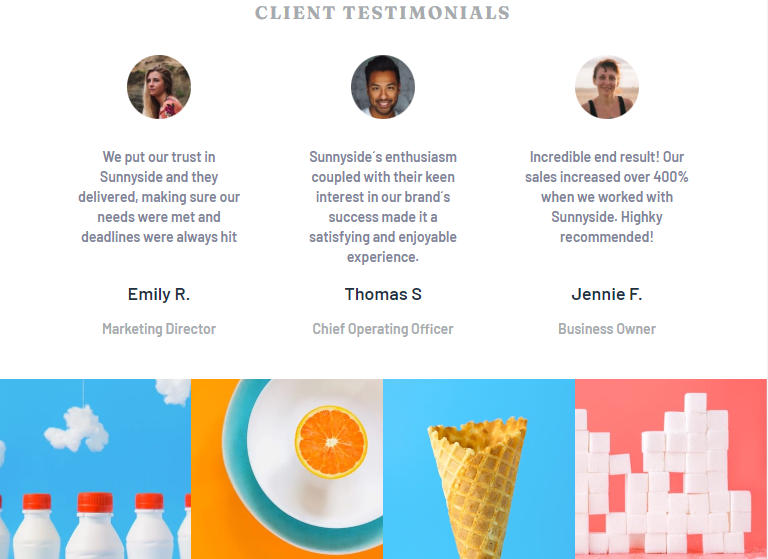 CLIENT TESTIMONIALS
We put our trust in
Sunnyside and they
delivered, making sure our
needs were met and
deadlines were always hit
Sunnyside´s enthusiasm
coupled with their keen
interest in our brand´s
success made it a
satisfying and enjoyable
experience.
Incredible end result! Our
sales increased over 400%
when we worked with
Sunnyside. Highky
recommended!
Emily R.
Thomas S
Jennie F.
Marketing Director
Chief Operating Officer
Business Owner